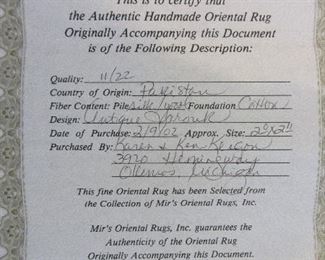 This is to certify that
the Authentic Handmade Oriental Rug
Originally Accompanying this Document
is of the Following Description:
Quality: 11/22
Country of Origin: Pakistan
Fiber Content: Pile silk/wool Foundation Cotton
Design: Antique
Date of Purchase: 2/9/02 Approx. Size:
Purchased By: Karen & Ken
3920 Hemingway
Okemos, Michigan
This fine Oriental Rug has been Selected from
the Collection of Mir's Oriental Rugs, Inc.
Mir's Oriental Rugs, Inc. guarantees the
Authenticity of the Oriental Rug
Originally Accompanying this Document.